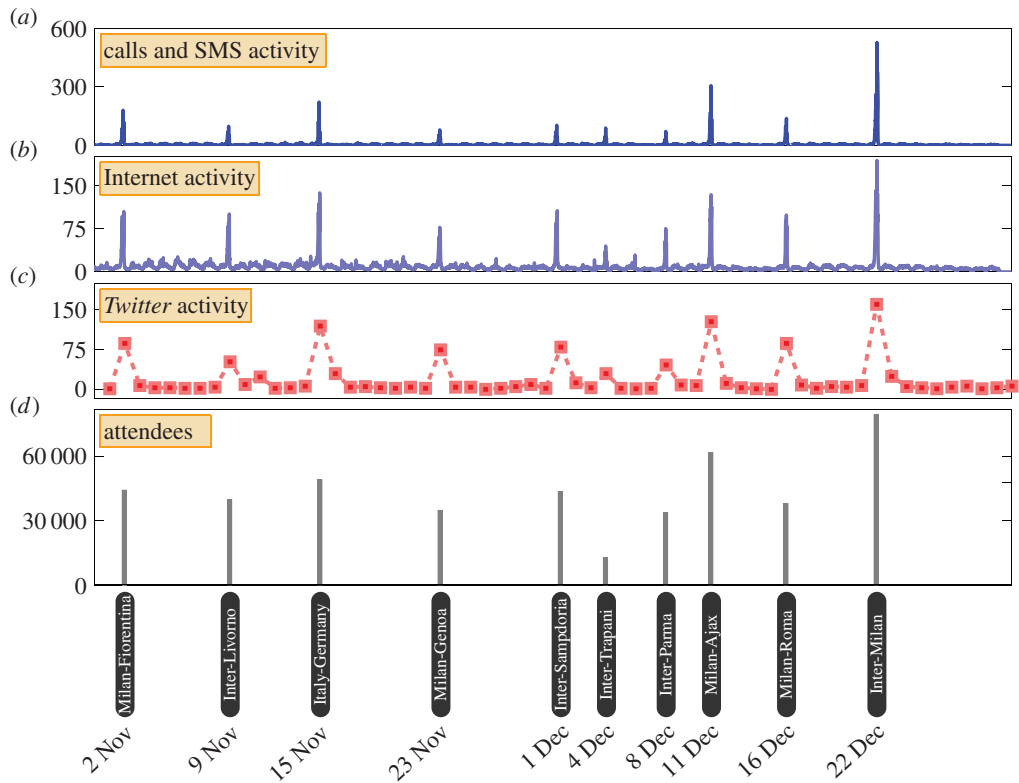 (a)
600
calls and SMS activity
300
0
(b)
Internet activity
150
75
0
(c)
Twitter activity
150
75
0
(d)
attendees
60 000
30 000
0
Milan-Fiorentina
Inter-Livorno
Italy-Germany
Milan-Genoa
Inter-Sampdoria
Inter-Trapani
Inter-Parma
Milan-Ajax
Milan-Roma
Inter-Milan
2 Nov
9 Nov
15 Nov
23 Nov
1 Dec
4 Dec
8 Dec
11 Dec
16 Dec
22 Dec